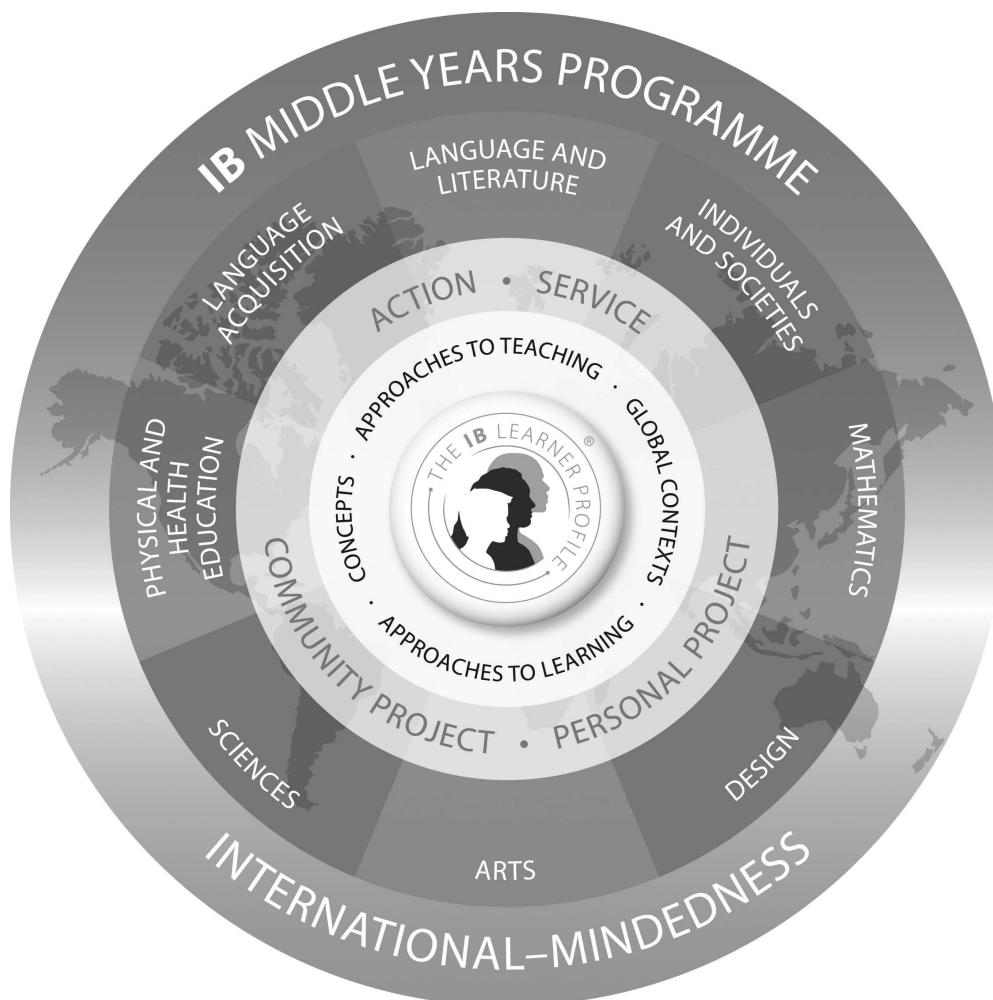 IB MIDDLE YEARS PROGRAMME
LANGUAGE AND
LITERATURE
INDIVIDUALS
AND SOCIETIES
MATHEMATICS
DESIGN
ARTS
SCIENCES
PHYSICAL AND
HEALTH
EDUCATION
LANGUAGE
ACQUISITION
ACTION • SERVICE
PERSONAL PROJECT
• COMMUNITY PROJECT
APPROACHES TO TEACHING
· GLOBAL CONTEXTS
· APPROACHES TO LEARNING
· CONCEPTS ·
• THE IB LEARNER PROFILE •®
INTERNATIONAL–MINDEDNESS